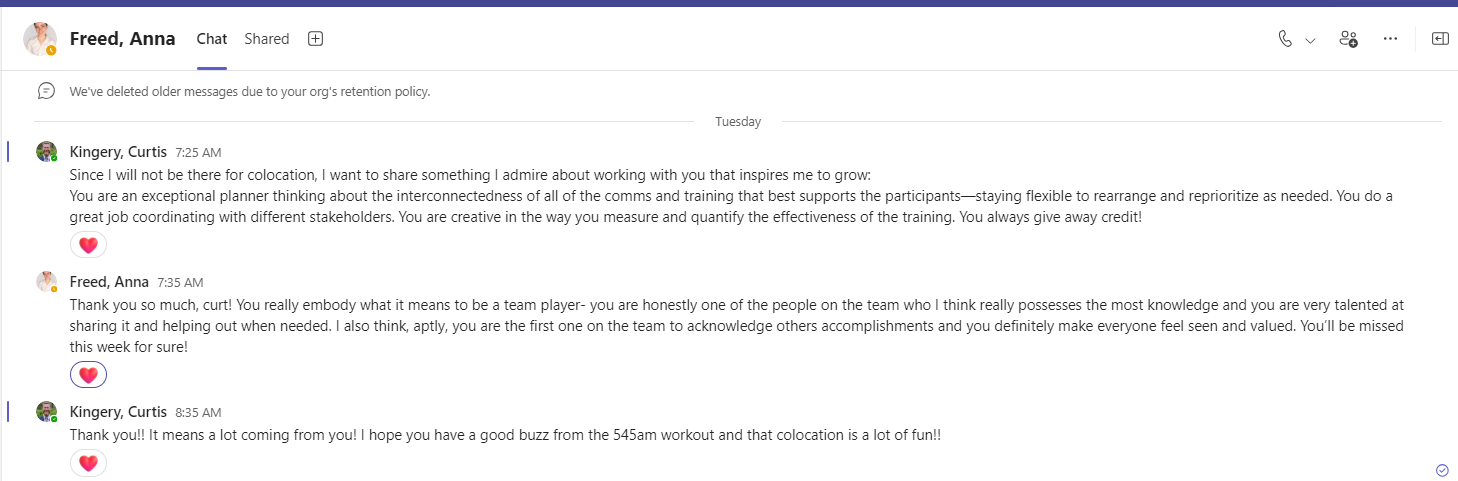 Freed, Anna Chat Shared
We've deleted older messages due to your org's retention policy.
Tuesday
Kingery, Curtis 7:25 AM
Since I will not be there for colocation, I want to share something I admire about working with you that inspires me to grow:
You are an exceptional planner thinking about the interconnectedness of all of the comms and training that best supports the participants—staying flexible to rearrange and reprioritize as needed. You do a
great job coordinating with different stakeholders. You are creative in the way you measure and quantify the effectiveness of the training. You always give away credit!
Freed, Anna 7:35 AM
Thank you so much, curt! You really embody what it means to be a team player- you are honestly one of the people on the team who I think really possesses the most knowledge and you are very talented at
sharing it and helping out when needed. I also think, aptly, you are the first one on the team to acknowledge others accomplishments and you definitely make everyone feel seen and valued. You'll be missed
this week for sure!
Kingery, Curtis 8:35 AM
Thank you!! It means a lot coming from you! I hope you have a good buzz from the 545am workout and that colocation is a lot of fun!!